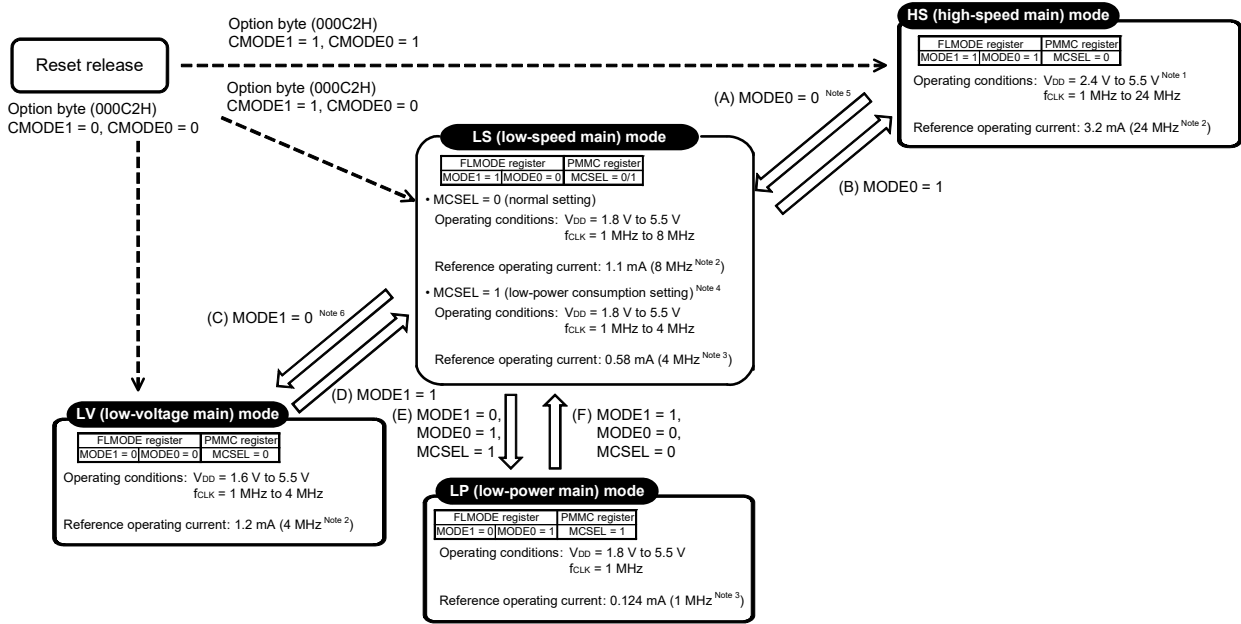 Option byte (000C2H)
CMODE1 = 1, CMODE0 = 1
Reset release
Option byte (000C2H)
CMODE1 = 1, CMODE0 = 0
Option byte (000C2H)
CMODE1 = 0, CMODE0 = 0
HS (high-speed main) mode
FLMODE register PMMC register
MODE1 = 1 MODE0 = 1 MCSEL = 0
Operating conditions: VDD = 2.4 V to 5.5 V Note 1
fCLK = 1 MHz to 24 MHz
Reference operating current: 3.2 mA (24 MHz Note 2)
(A) MODE0 = 0 Note 5
(B) MODE0 = 1
LS (low-speed main) mode
FLMODE register PMMC register
MODE1 = 1 MODE0 = 0 MCSEL = 0/1
• MCSEL = 0 (normal setting)
Operating conditions: VDD = 1.8 V to 5.5 V
fCLK = 1 MHz to 8 MHz
Reference operating current: 1.1 mA (8 MHz Note 2)
• MCSEL = 1 (low-power consumption setting) Note 4
Operating conditions: VDD = 1.8 V to 5.5 V
fCLK = 1 MHz to 4 MHz
Reference operating current: 0.58 mA (4 MHz Note 3)
(C) MODE1 = 0 Note 6
(D) MODE1 = 1
LV (low-voltage main) mode
FLMODE register PMMC register
MODE1 = 0 MODE0 = 0 MCSEL = 0
Operating conditions: VDD = 1.6 V to 5.5 V
fCLK = 1 MHz to 4 MHz
Reference operating current: 1.2 mA (4 MHz Note 2)
(E) MODE1 = 0,
MODE0 = 1,
MCSEL = 1
(F) MODE1 = 1,
MODE0 = 0,
MCSEL = 0
LP (low-power main) mode
FLMODE register PMMC register
MODE1 = 0 MODE0 = 1 MCSEL = 1
Operating conditions: VDD = 1.8 V to 5.5 V
fCLK = 1 MHz
Reference operating current: 0.124 mA (1 MHz Note 3)